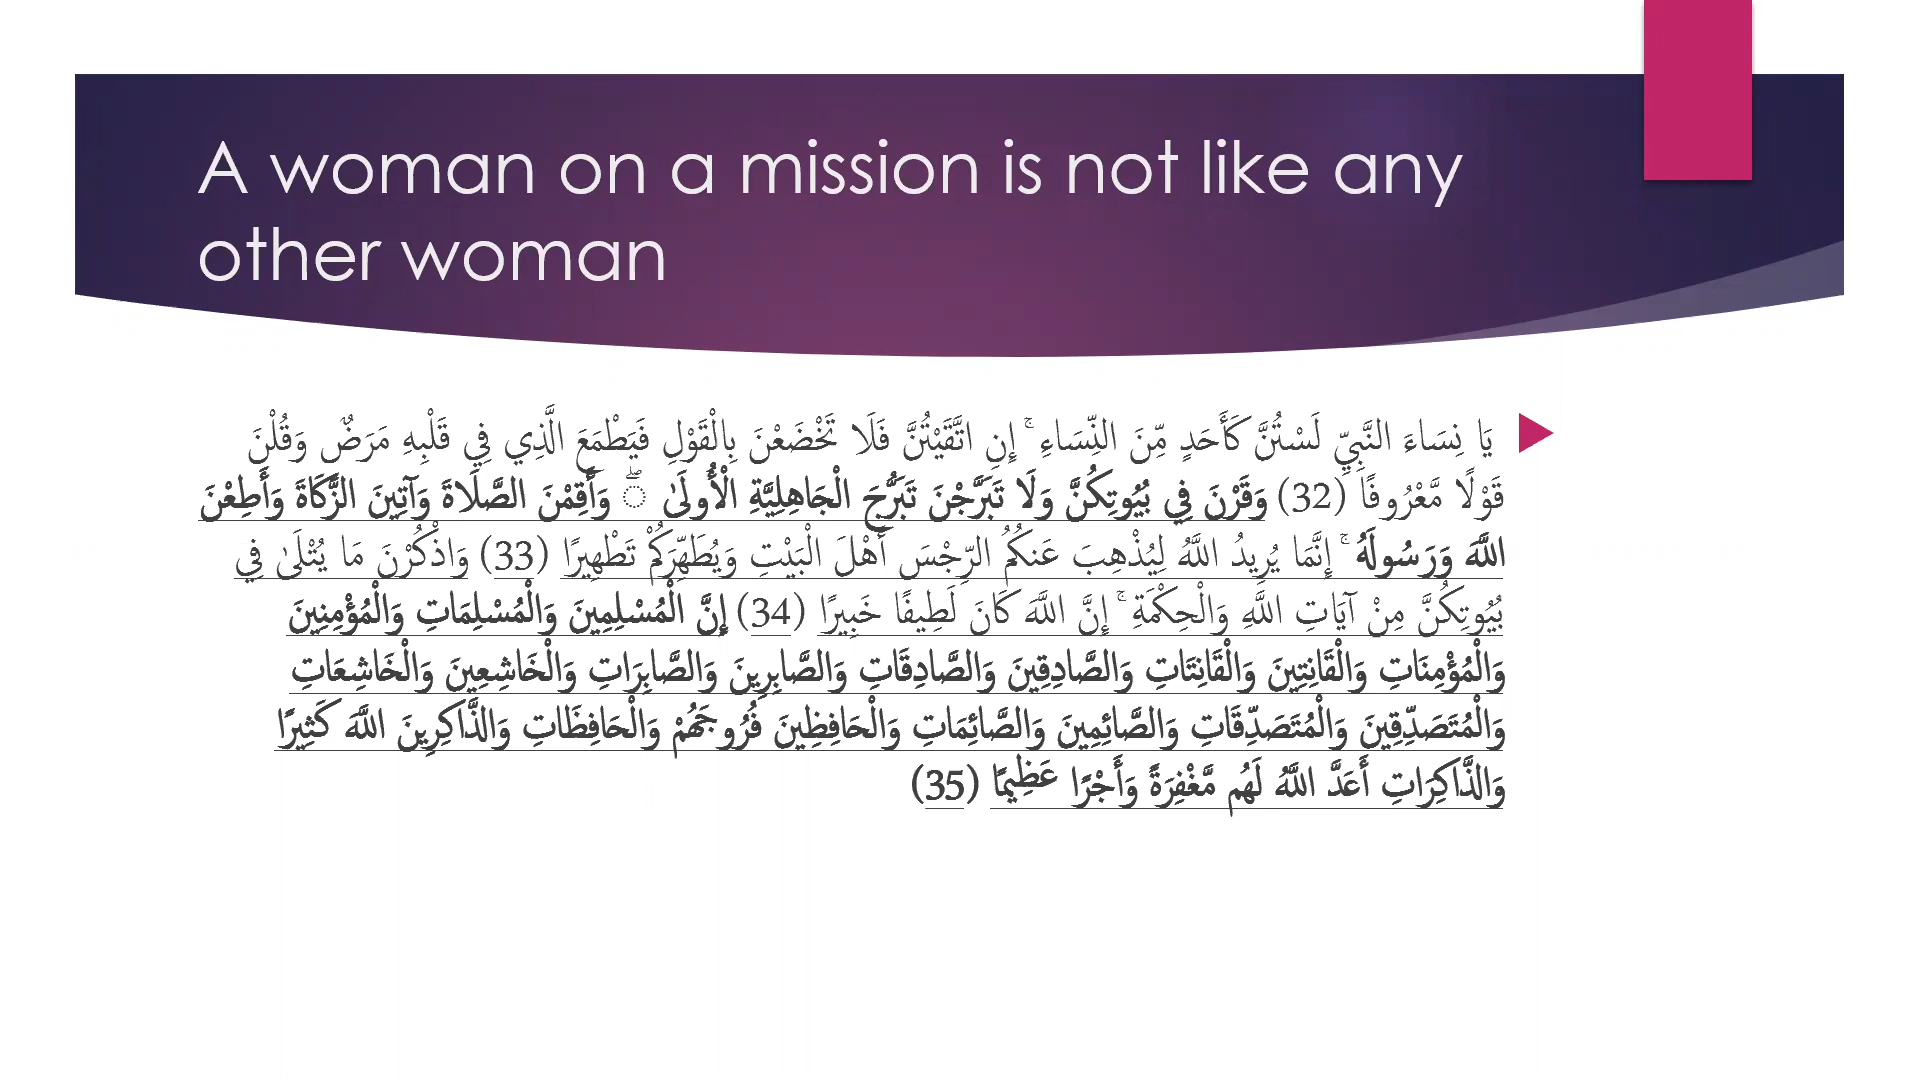 A woman on a mission is not like any
other woman
يَا نِسَاءَ النَّبِيِّ لَسْتُنَّ كَأَحَدٍ مِّنَ النِّسَاءِ ۚ إِنِ اتَّقَيْتُنَّ فَلَا تَخْضَعْنَ بِالْقَوْلِ فَيَطْمَعَ الَّذِي فِي قَلْبِهِ مَرَضٌ وَقُلْنَ
قَوْلًا مَّعْرُوفًا (32) وَقَرْنَ فِي بُيُوتِكُنَّ وَلَا تَبَرَّجْنَ تَبَرُّجَ الْجَاهِلِيَّةِ الْأُولَىٰ ۖ وَأَقِمْنَ الصَّلَاةَ وَآتِينَ الزَّكَاةَ وَأَطِعْنَ
اللَّهَ وَرَسُولَهُ ۚ إِنَّمَا يُرِيدُ اللَّهُ لِيُذْهِبَ عَنكُمُ الرِّجْسَ أَهْلَ الْبَيْتِ وَيُطَهِّرَكُمْ تَطْهِيرًا (33) وَاذْكُرْنَ مَا يُتْلَىٰ فِي
بُيُوتِكُنَّ مِنْ آيَاتِ اللَّهِ وَالْحِكْمَةِ ۚ إِنَّ اللَّهَ كَانَ لَطِيفًا خَبِيرًا (34) إِنَّ الْمُسْلِمِينَ وَالْمُسْلِمَاتِ وَالْمُؤْمِنِينَ
وَالْمُؤْمِنَاتِ وَالْقَانِتِينَ وَالْقَانِتَاتِ وَالصَّادِقِينَ وَالصَّادِقَاتِ وَالصَّابِرِينَ وَالصَّابِرَاتِ وَالْخَاشِعِينَ وَالْخَاشِعَاتِ
وَالْمُتَصَدِّقِينَ وَالْمُتَصَدِّقَاتِ وَالصَّائِمِينَ وَالصَّائِمَاتِ وَالْحَافِظِينَ فُرُوجَهُمْ وَالْحَافِظَاتِ وَالذَّاكِرِينَ اللَّهَ كَثِيرًا
وَالذَّاكِرَاتِ أَعَدَّ اللَّهُ لَهُم مَّغْفِرَةً وَأَجْرًا عَظِيمًا (35)